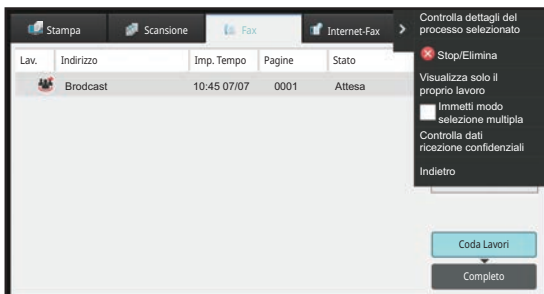 Stampa
Scansione
Fax
Internet-Fax
Lav.
Indirizzo
Imp. Tempo
Pagine
Stato
Brodcast
10:45 07/07
0001
Attesa
Controlla dettagli del
processo selezionato
Stop/Elimina
Visualizza solo il
proprio lavoro
Immetti modo
selezione multipla
Controlla dati
ricezione confidenziali
Indietro
Coda Lavori
Completo